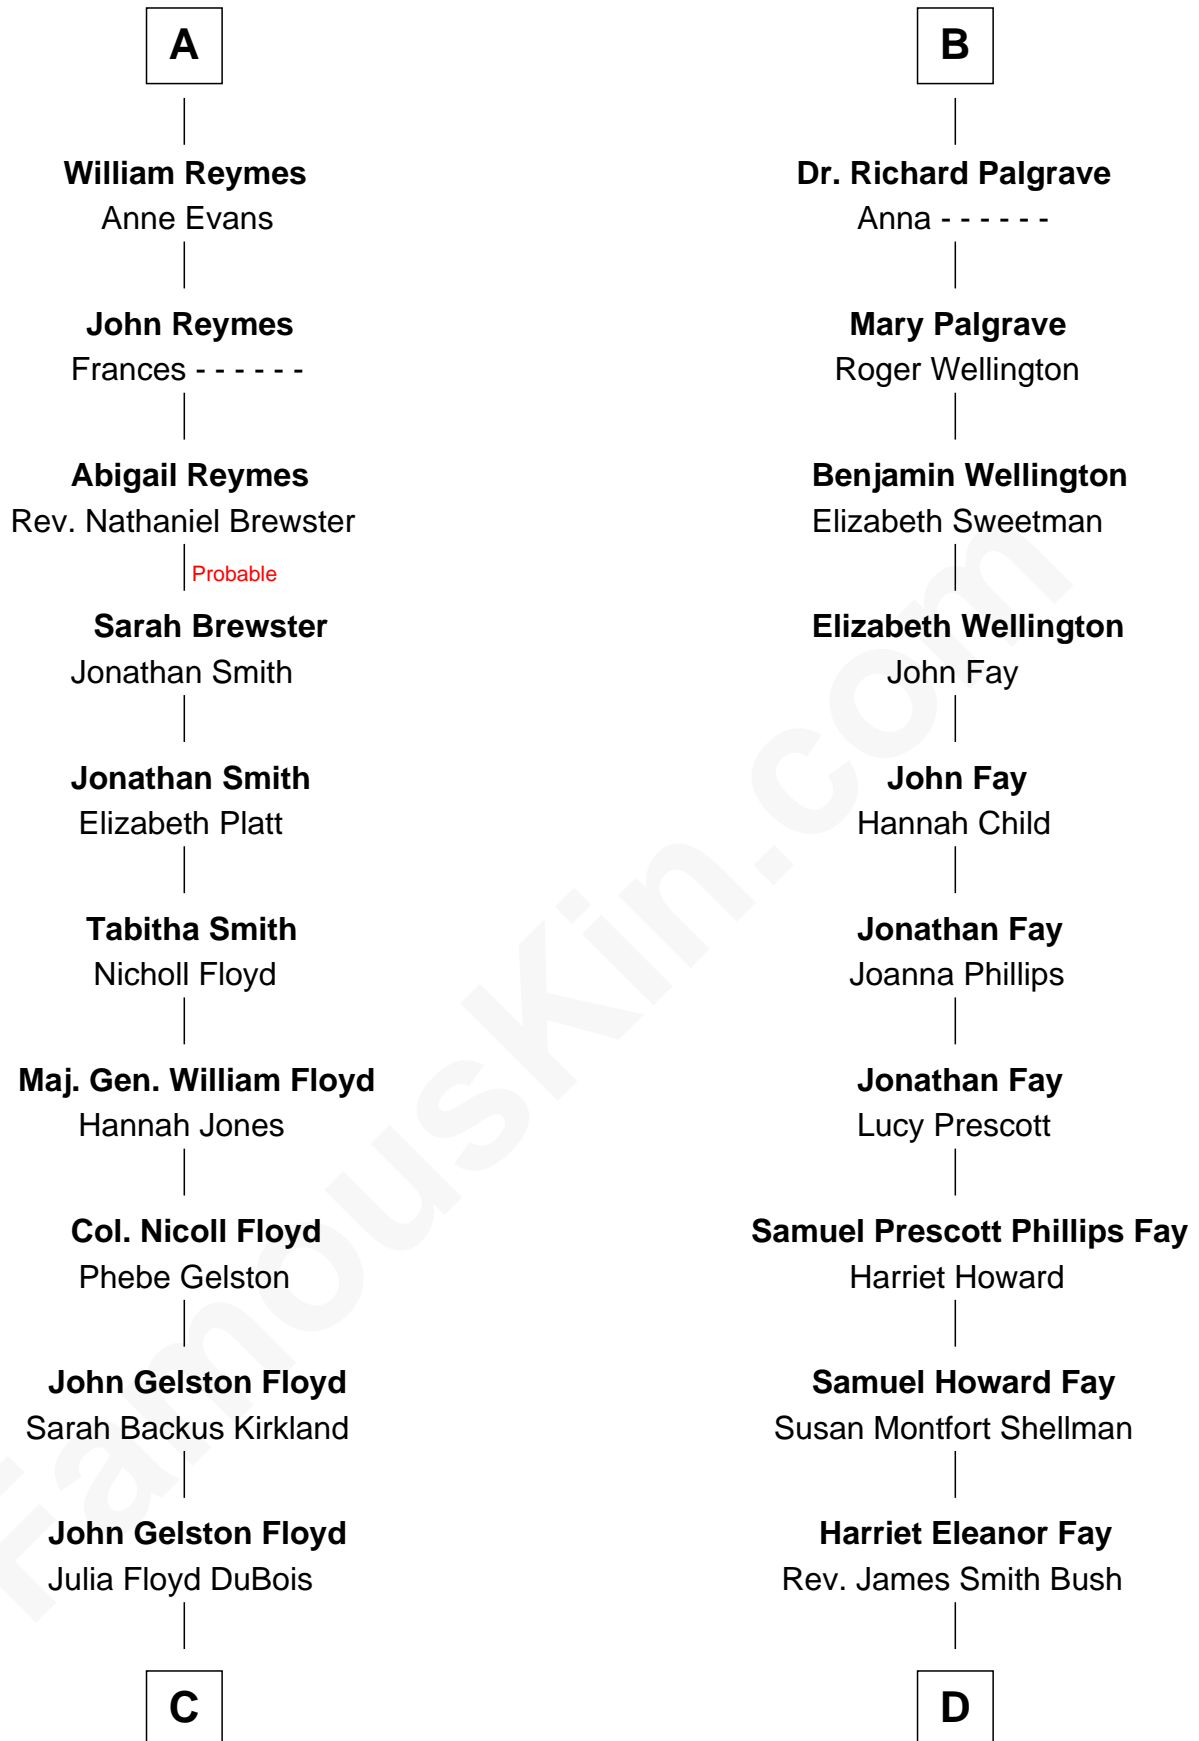 A
William Reymes
Anne Evans
John Reymes
Frances - - - - - -
Abigail Reymes
Rev. Nathaniel Brewster
Probable
Sarah Brewster
Jonathan Smith
Jonathan Smith
Elizabeth Platt
Tabitha Smith
Nicholl Floyd
Maj. Gen. William Floyd
Hannah Jones
Col. Nicoll Floyd
Phebe Gelston
John Gelston Floyd
Sarah Backus Kirkland
John Gelston Floyd
Julia Floyd DuBois
C
B
Dr. Richard Palgrave
Anna - - - - - -
Mary Palgrave
Roger Wellington
Benjamin Wellington
Elizabeth Sweetman
Elizabeth Wellington
John Fay
John Fay
Hannah Child
Jonathan Fay
Joanna Phillips
Jonathan Fay
Lucy Prescott
Samuel Prescott Phillips Fay
Harriet Howard
Samuel Howard Fay
Susan Montfort Shellman
Harriet Eleanor Fay
Rev. James Smith Bush
D
FamousKin.com